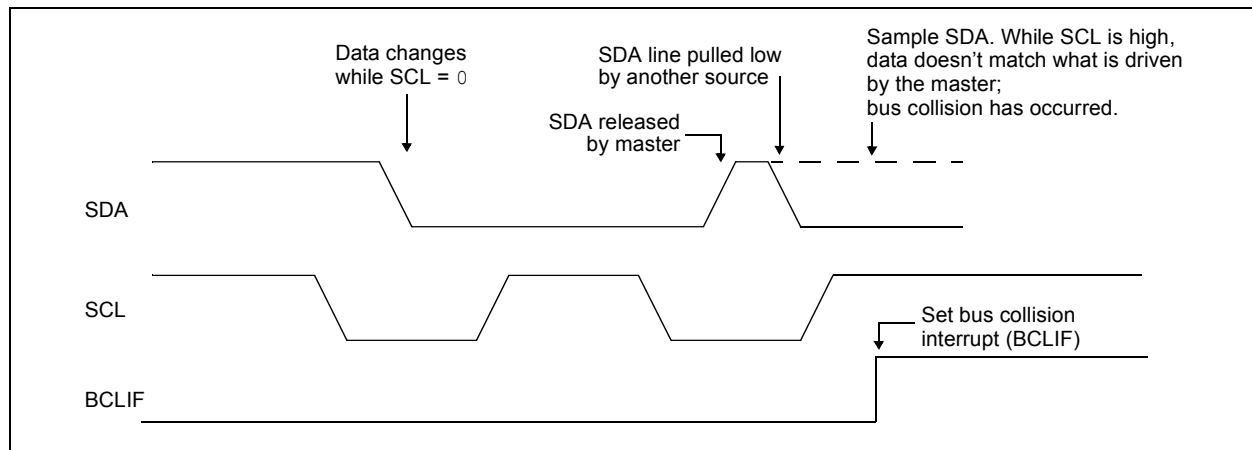 Data changes
while SCL = 0
SDA line pulled low
by another source
SDA released
by master
Sample SDA. While SCL is high,
data doesn’t match what is driven
by the master;
bus collision has occurred.
SDA
SCL
Set bus collision
interrupt (BCLIF)
BCLIF